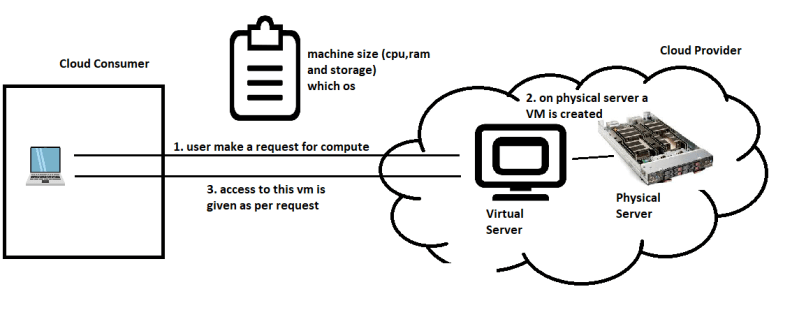 Cloud Consumer
machine size (cpu,ram
and storage)
which os
Cloud Provider
1. user make a request for compute
2. on physical server a
VM is created
3. access to this vm is
given as per request
Virtual
Server
Physical
Server